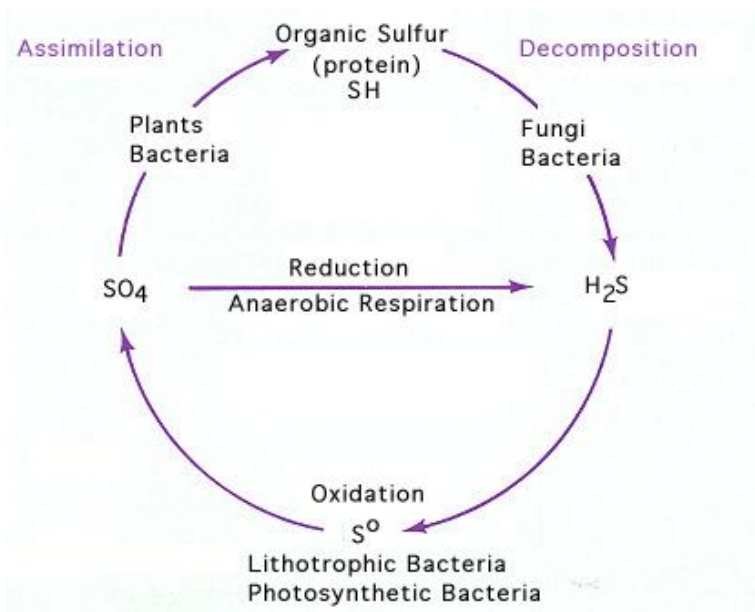 Assimilation
Organic Sulfur
(protein)
SH
Decomposition
Plants
Bacteria
Fungi
Bacteria
SO4
Reduction
Anaerobic Respiration
H2S
Oxidation
So
Lithotrophic Bacteria
Photosynthetic Bacteria